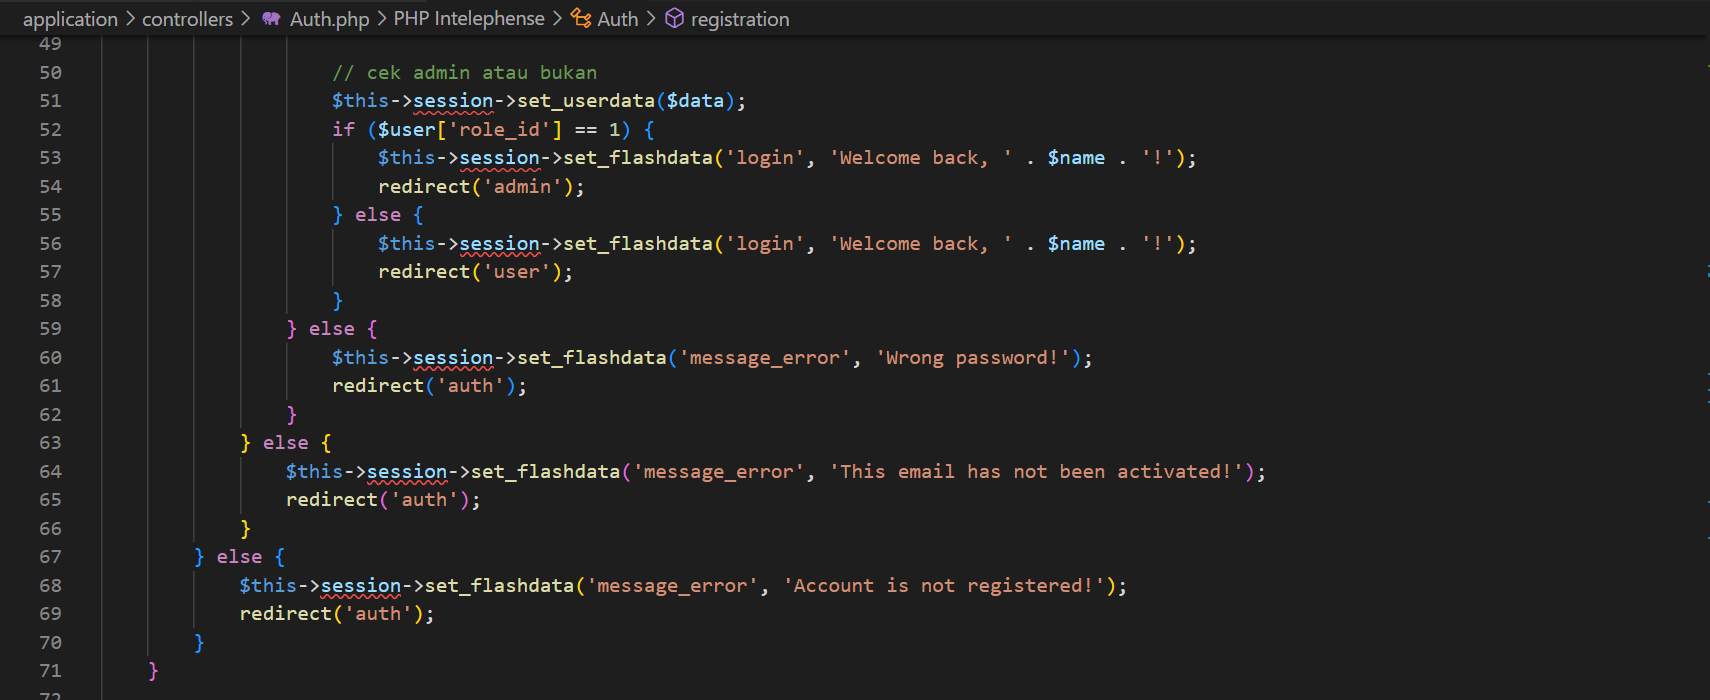 application > controllers > Auth.php > PHP Intelephense > Auth > registration
49
50 // cek admin atau bukan
51 $this->session->set_userdata($data);
52 if ($user['role_id'] == 1) {
53 $this->session->set_flashdata('login', 'Welcome back, ' . $name . '!');
54 redirect('admin');
55 } else {
56 $this->session->set_flashdata('login', 'Welcome back, ' . $name . '!');
57 redirect('user');
58 }
59 } else {
60 $this->session->set_flashdata('message_error', 'Wrong password!');
61 redirect('auth');
62 }
63 } else {
64 $this->session->set_flashdata('message_error', 'This email has not been activated!');
65 redirect('auth');
66 }
67 } else {
68 $this->session->set_flashdata('message_error', 'Account is not registered!');
69 redirect('auth');
70 }
71 }
72